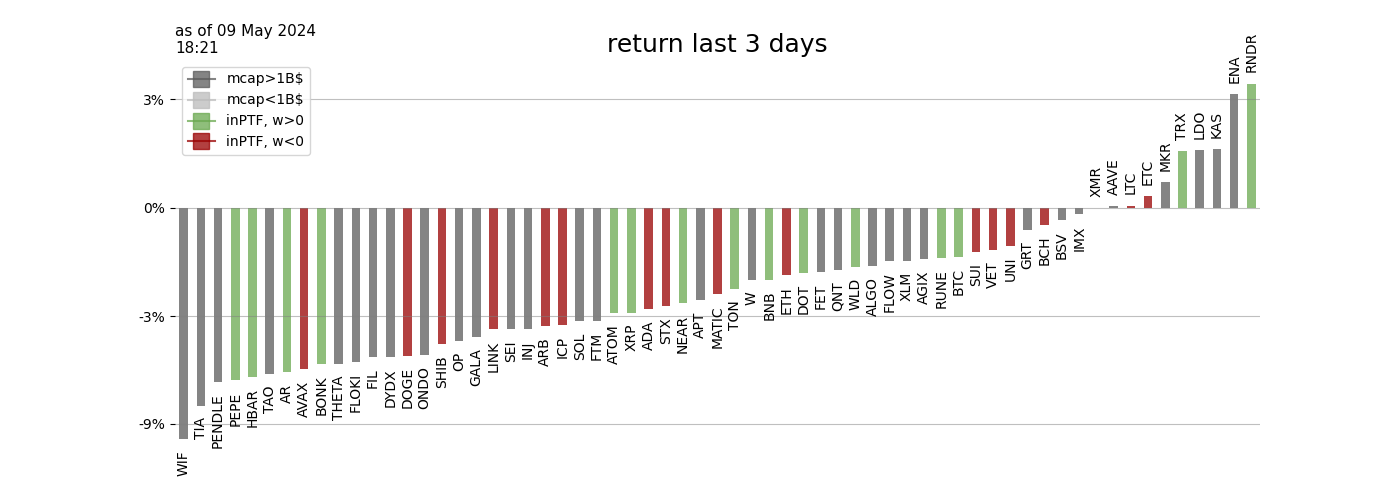 as of 09 May 2024
18:21
return last 3 days
mcap>1B$
mcap<1B$
inPTF, w>0
inPTF, w<0
3%
0%
-3%
-9%
WIF
TIA
PENDLE
PEPE
HBAR
TAO
AR
AVAX
BONK
THETA
FLOKI
FIL
DYDX
DOGE
ONDO
SHIB
OP
GALA
LINK
SEI
INJ
ARB
ICP
SOL
FTM
ATOM
XRP
ADA
STX
NEAR
APT
MATIC
TON
W
BNB
ETH
DOT
FET
QNT
WLD
ALGO
FLOW
XLM
AGIX
RUNE
BTC
SUI
VET
UNI
GRT
BCH
BSV
IMX
XMR
AAVE
LTC
ETC
MKR
TRX
LDO
KAS
ENA
RNDR